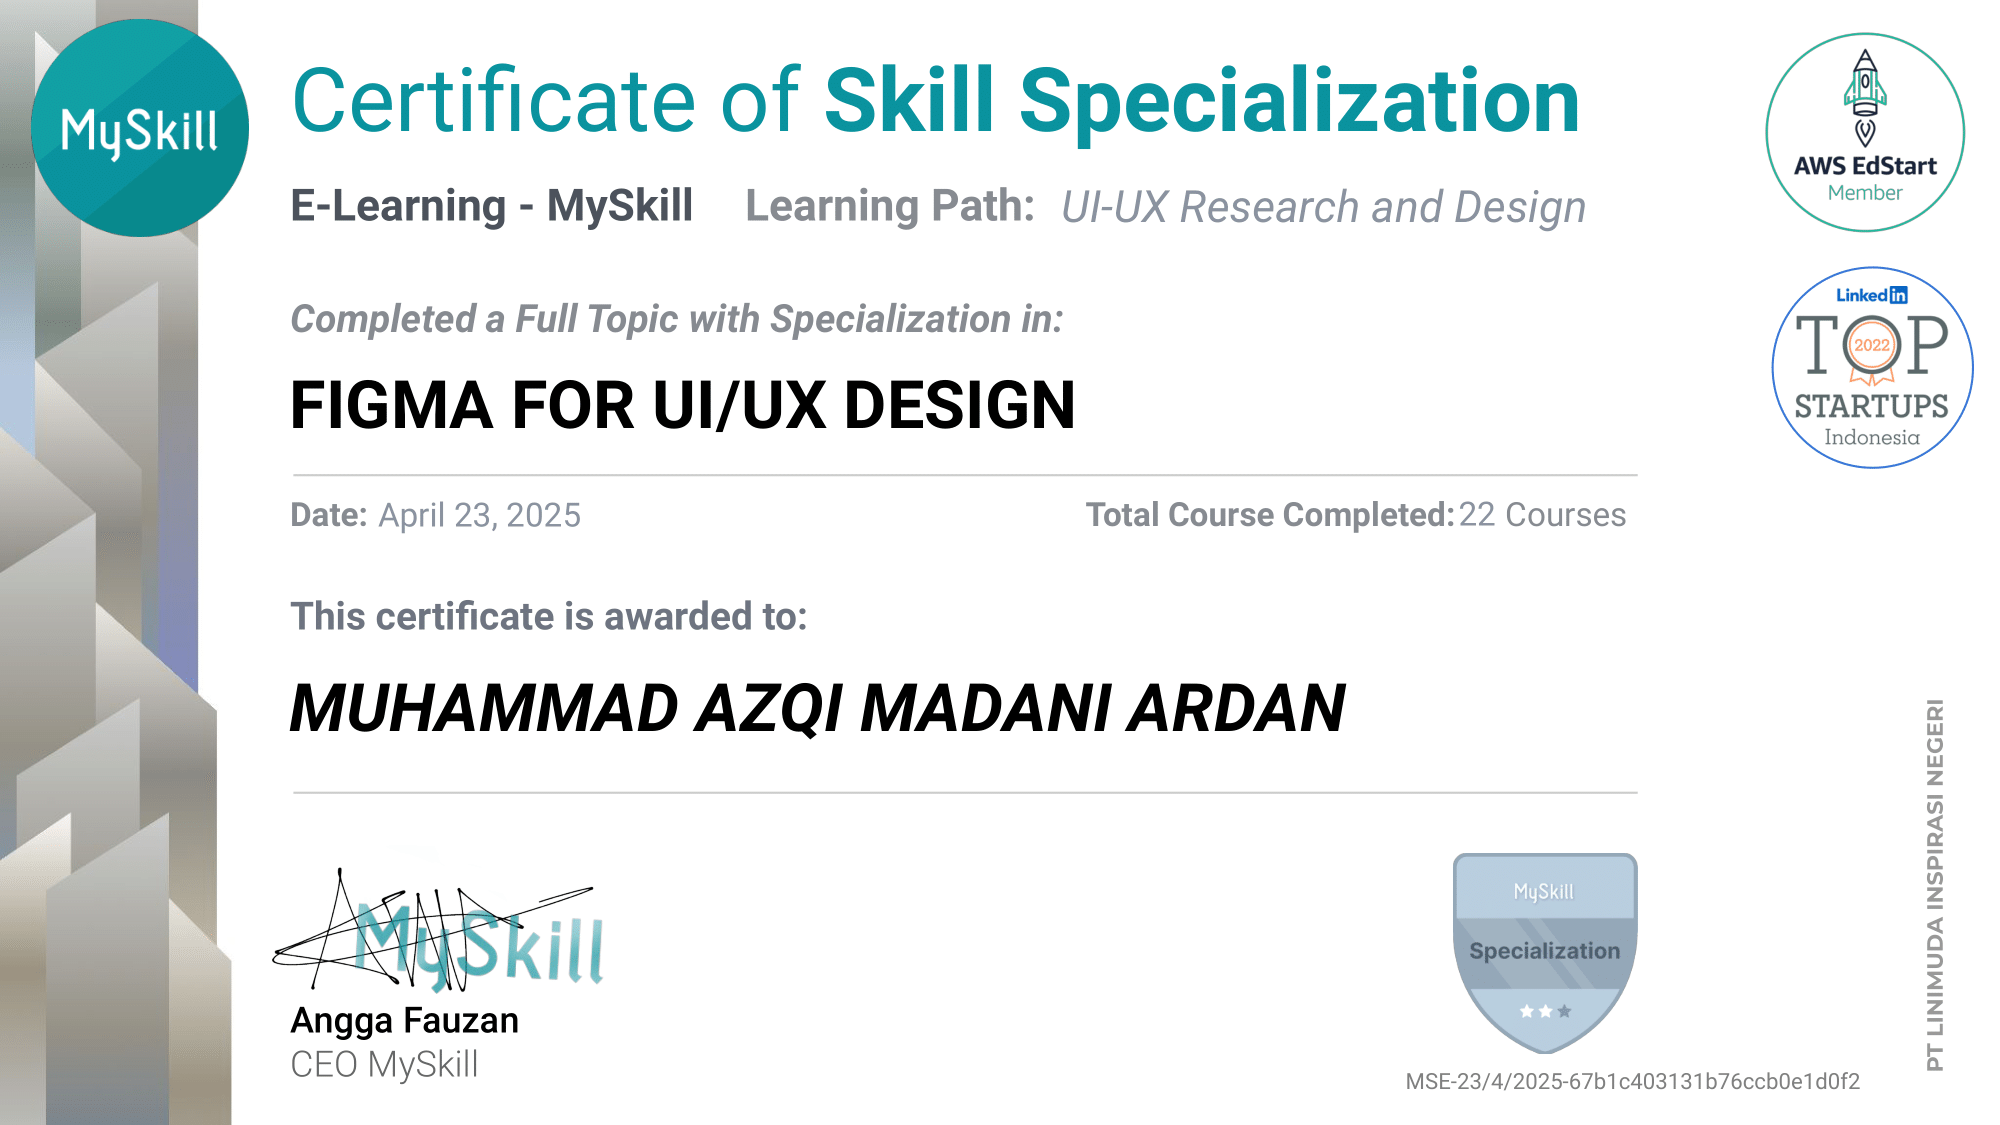 MySkill
Certificate of Skill Specialization
E-Learning - MySkill Learning Path: UI-UX Research and Design
AWS EdStart
Member
Completed a Full Topic with Specialization in:
LinkedIn
TOP
2022
STARTUPS
Indonesia
FIGMA FOR UI/UX DESIGN
Date: April 23, 2025 Total Course Completed: 22 Courses
This certificate is awarded to:
MUHAMMAD AZQI MADANI ARDAN
MySkill
Angga Fauzan
CEO MySkill
MySkill
Specialization
MSE-23/4/2025-67b1c403131b76ccb0e1d0f2
PT LINIMUDA INSPIRASI NEGERI